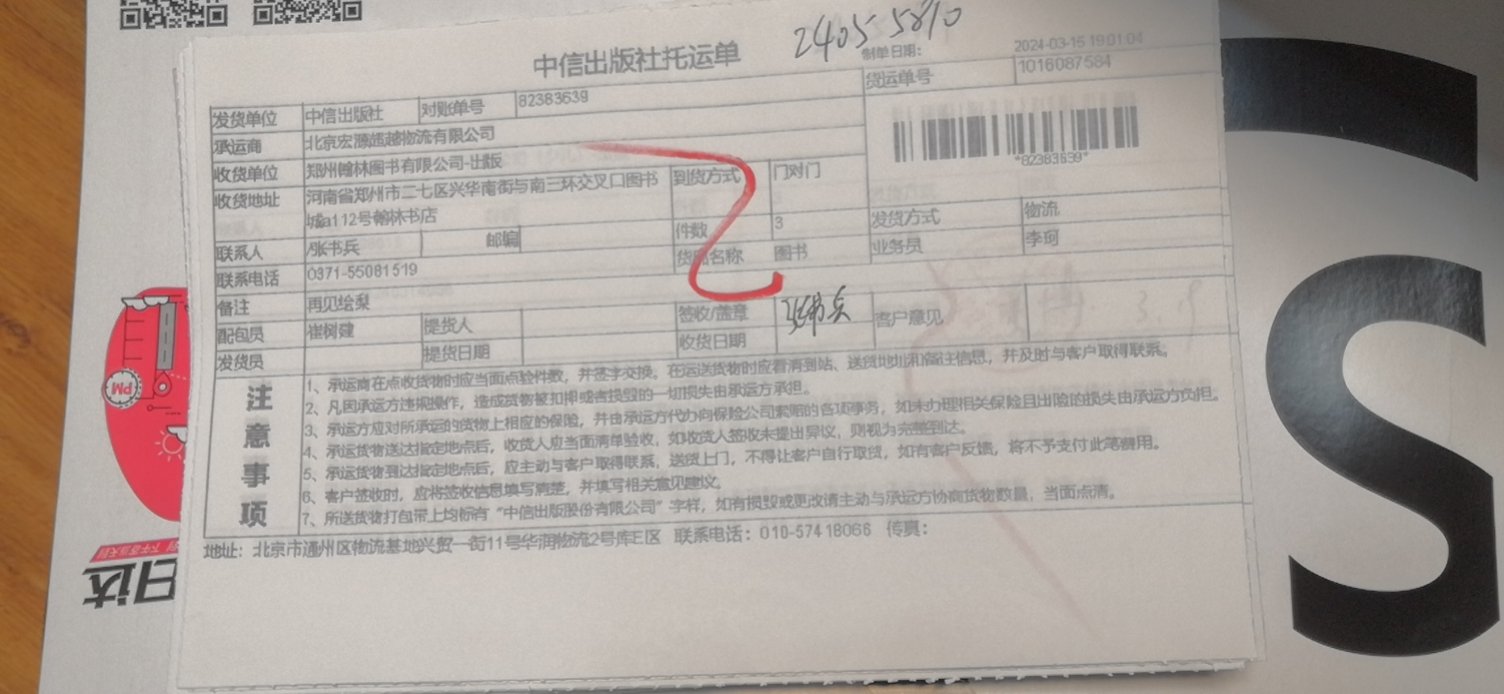 中信出版社托运单
2405-5810
制单日期： 2024-03-15 19:01:04
发货单位 中信出版社 对账单号 82383639 货运单号 1016087584
承运商 北京宏源超越物流有限公司
*82383639*
收货单位 郑州翰林图书有限公司-出版 到货方式 门对门
收货地址 河南省郑州市二七区兴华南街与南三环交叉口图书
城a112号翰林书店 件数 3 发货方式 物流
联系人 /张书兵 邮编 货品名称 图书 业务员 李珂
联系电话 0371-55081519
备注 再见绘梨 签收/盖章 张书兵 客户意见
配包员 崔树建 提货人 收货日期
发货员 提货日期
注意事项
1、承运商在点收货物时应当面点验件数，并签字交换。在运送货物时应看清到站、送货地址和备注信息，并及时与客户取得联系。
2、凡因承运方违规操作，造成货物被扣押或者损毁的一切损失由承运方承担。
3、承运方应对所承运的货物上相应的保险，并由承运方代办向保险公司索赔的各项事务，如未办理相关保险且出险的损失由承运方负担。
4、承运货物送达指定地点后，收货人应当面清单验收，如收货人签收未提出异议，则视为完整到达。
5、承运货物到达指定地点后，应主动与客户取得联系，送货上门，不得让客户自行取货，如有客户反馈，将不予支付此笔费用。
6、客户签收时，应将签收信息填写清楚，并填写相关意见建议。
7、所送货物打包带上均标有“中信出版股份有限公司”字样，如有损毁或更改请主动与承运方协商货物数量，当面点清。
地址：北京市通州区物流基地兴贸一街11号华润物流2号库E区 联系电话：010-57418066 传真：
PM
日达
S